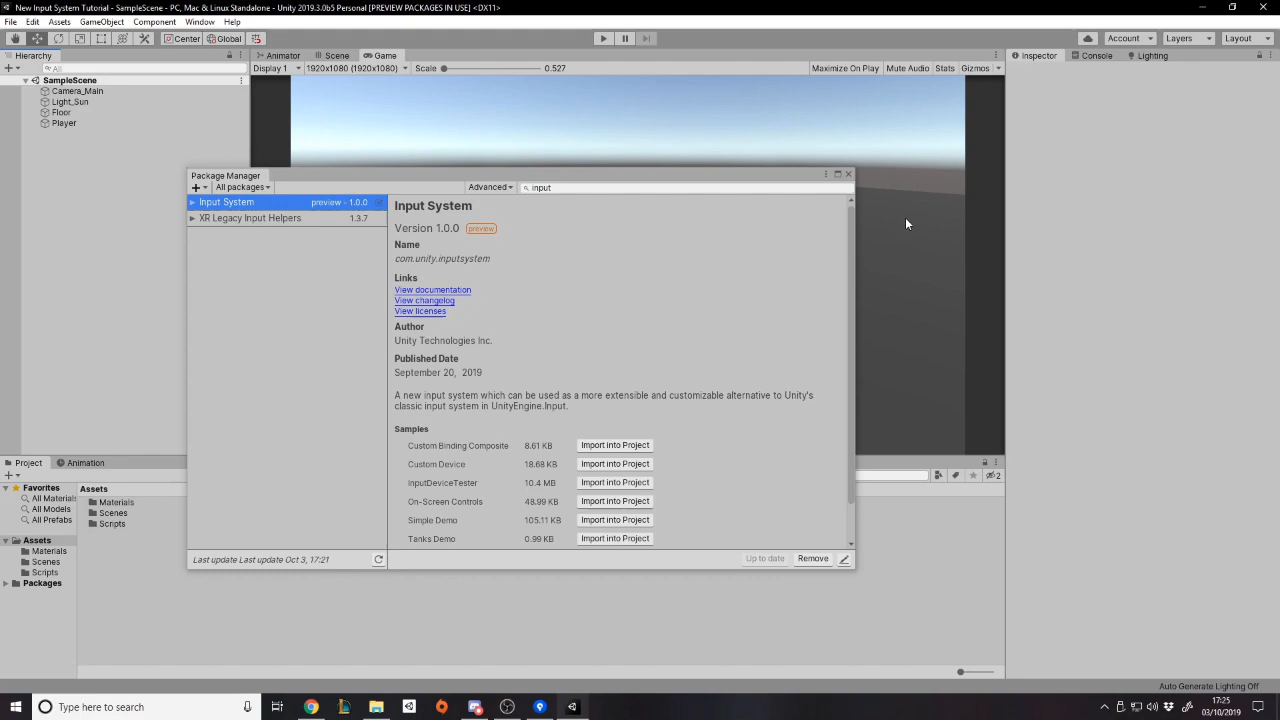 New Input System Tutorial - SampleScene - PC, Mac & Linux Standalone - Unity 2019.3.0b5 Personal [PREVIEW PACKAGES IN USE] <DX11>
File Edit Assets GameObject Component Window Help
Center Global Account Layers Layout
Hierarchy Animator Scene Game Inspector Console Lighting
All Display 1 1920x1080 (1920x1080) Scale 0.527 Maximize On Play Mute Audio Stats Gizmos
SampleScene
Camera_Main
Light_Sun
Floor
Player
Package Manager
All packages Advanced input
Input System preview - 1.0.0
XR Legacy Input Helpers 1.3.7
Input System
Version 1.0.0 preview
Name
com.unity.inputsystem
Links
View documentation
View changelog
View licenses
Author
Unity Technologies Inc.
Published Date
September 20, 2019
A new input system which can be used as a more extensible and customizable alternative to Unity's
classic input system in UnityEngine.Input.
Samples
Custom Binding Composite 8.61 KB Import into Project
Custom Device 18.68 KB Import into Project
InputDeviceTester 10.4 MB Import into Project
On-Screen Controls 48.99 KB Import into Project
Simple Demo 105.11 KB Import into Project
Tanks Demo 0.99 KB Import into Project
Last update Last update Oct 3, 17:21 Up to date Remove
Project Animation
2
Favorites
All Materials
All Models
All Prefabs
Assets
Materials
Scenes
Scripts
Packages
Assets
Materials
Scenes
Scripts
Auto Generate Lighting Off
Type here to search
17:25
03/10/2019